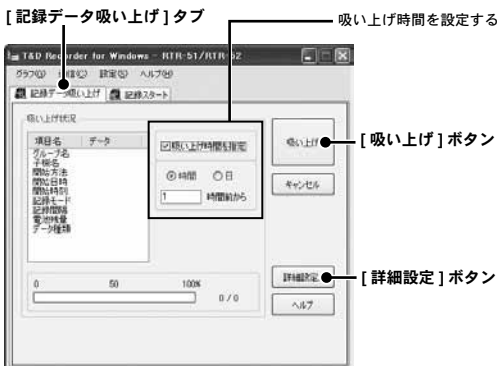 [ 記録データ吸い上げ ] タブ
吸い上げ時間を設定する
T&D Recorder for Windows - RTR-51/RTR-52
グラフ(G) 通信(C) 設定(S) ヘルプ(H)
記録データ吸い上げ 記録スタート
吸い上げ状況
項目名 データ
グループ名
子機名
開始方法
開始日時
開始時刻
記録モード
記録間隔
電池残量
データ種類
吸い上げ時間を指定
時間 日
1 時間前から
吸い上げ
[ 吸い上げ ] ボタン
キャンセル
0 50 100%
0 / 0
詳細設定
[ 詳細設定 ] ボタン
ヘルプ